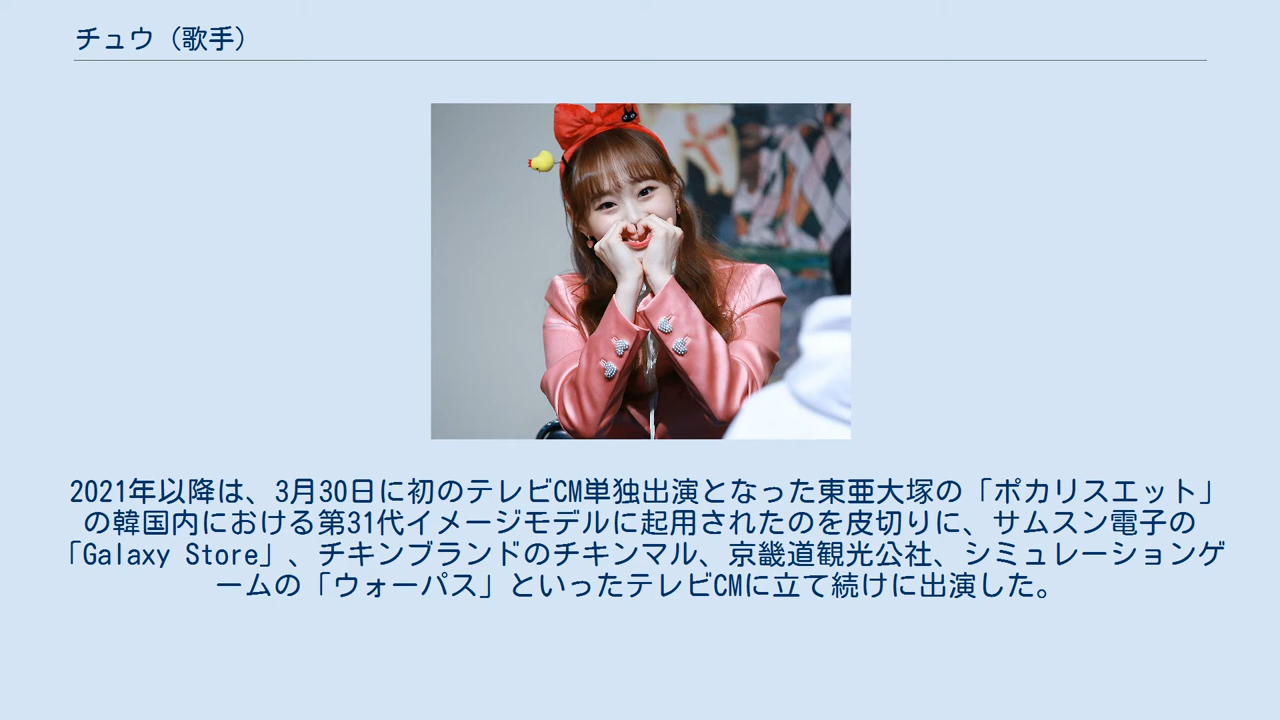 チュウ（歌手）
2021年以降は、3月30日に初のテレビCM単独出演となった東亜大塚の「ポカリスエット」
の韓国内における第31代イメージモデルに起用されたのを皮切りに、サムスン電子の
「Galaxy Store」、チキンブランドのチキンマル、京畿道観光公社、シミュレーションゲ
ームの「ウォーパス」といったテレビCMに立て続けに出演した。